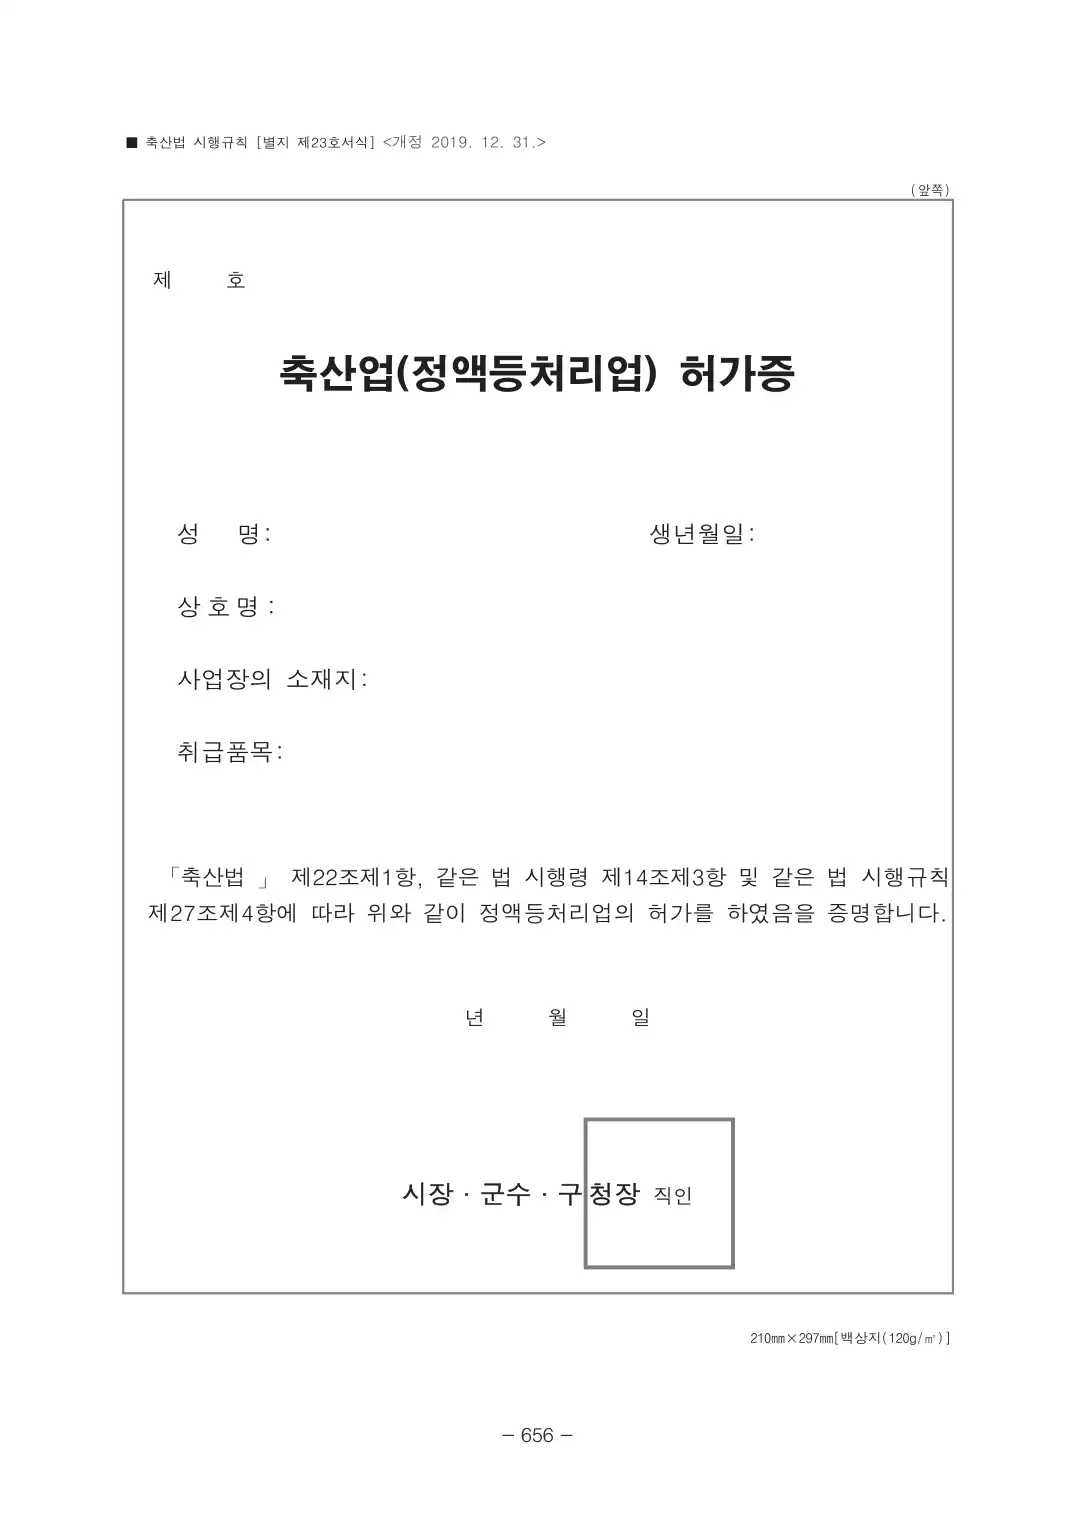 ■ 축산법 시행규칙 [별지 제23호서식] <개정 2019. 12. 31.>
(앞쪽)
제 호
축산업(정액등처리업) 허가증
성 명: 생년월일:
상 호 명 :
사업장의 소재지:
취급품목:
「축산법 」 제22조제1항, 같은 법 시행령 제14조제3항 및 같은 법 시행규칙
제27조제4항에 따라 위와 같이 정액등처리업의 허가를 하였음을 증명합니다.
년 월 일
시장 · 군수 · 구청장 직인
210㎜×297㎜[백상지(120g/㎡)]
- 656 -